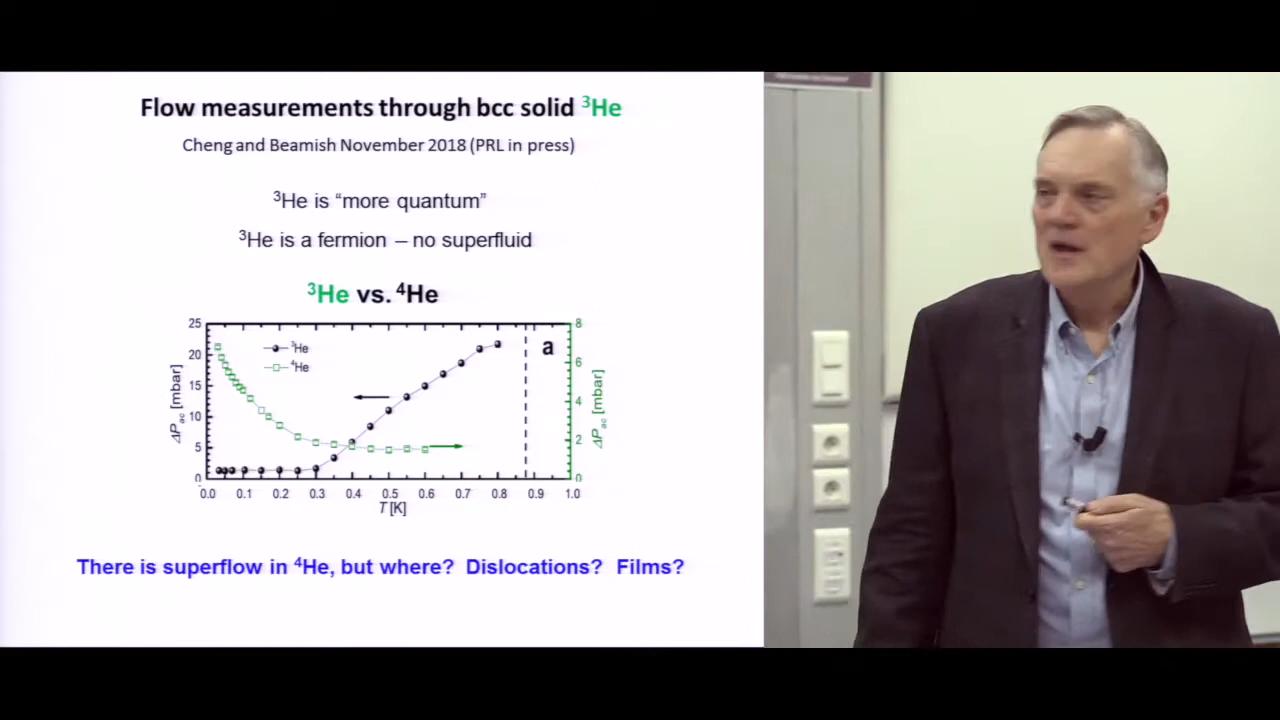 Flow measurements through bcc solid ³He
Cheng and Beamish November 2018 (PRL in press)
³He is “more quantum”
³He is a fermion – no superfluid
³He vs. ⁴He
25
20
15
10
5
0
ΔPac [mbar]
³He
⁴He
a
8
6
4
2
0
ΔPac [mbar]
0.0 0.1 0.2 0.3 0.4 0.5 0.6 0.7 0.8 0.9 1.0
T [K]
There is superflow in ⁴He, but where? Dislocations? Films?